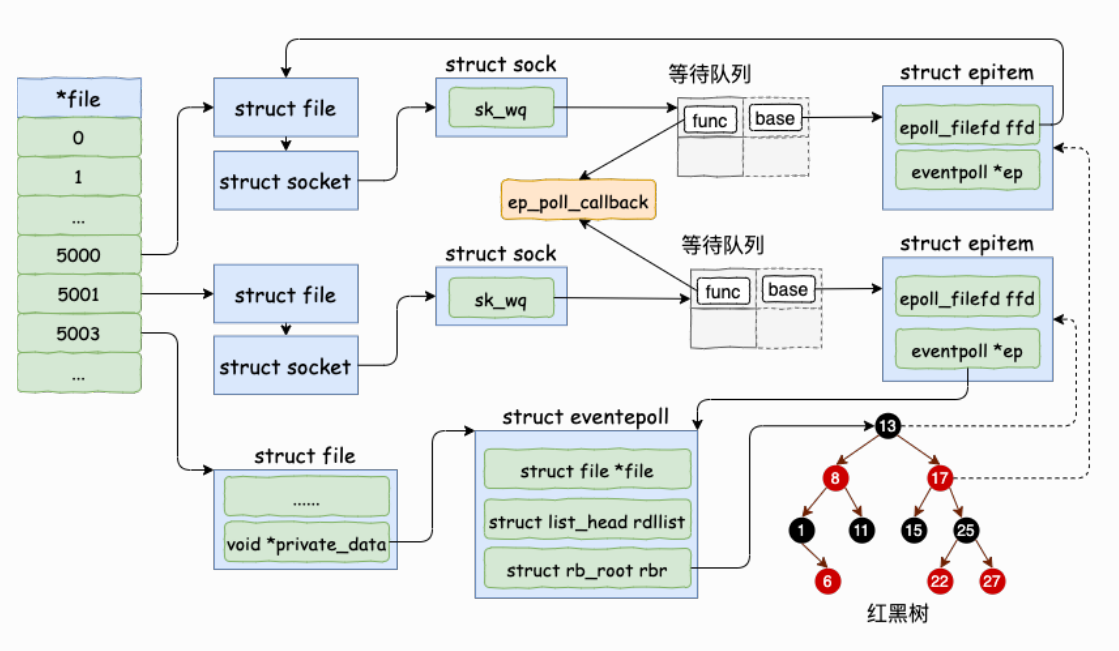 *file
0
1
...
5000
5001
5003
...
struct file
struct socket
struct sock
sk_wq
等待队列
func
base
struct epitem
epoll_filefd ffd
eventpoll *ep
ep_poll_callback
struct file
struct socket
struct sock
sk_wq
等待队列
func
base
struct epitem
epoll_filefd ffd
eventpoll *ep
struct file
......
void *private_data
struct eventepoll
struct file *file
struct list_head rdllist
struct rb_root rbr
13
8
17
1
11
15
25
6
22
27
红黑树